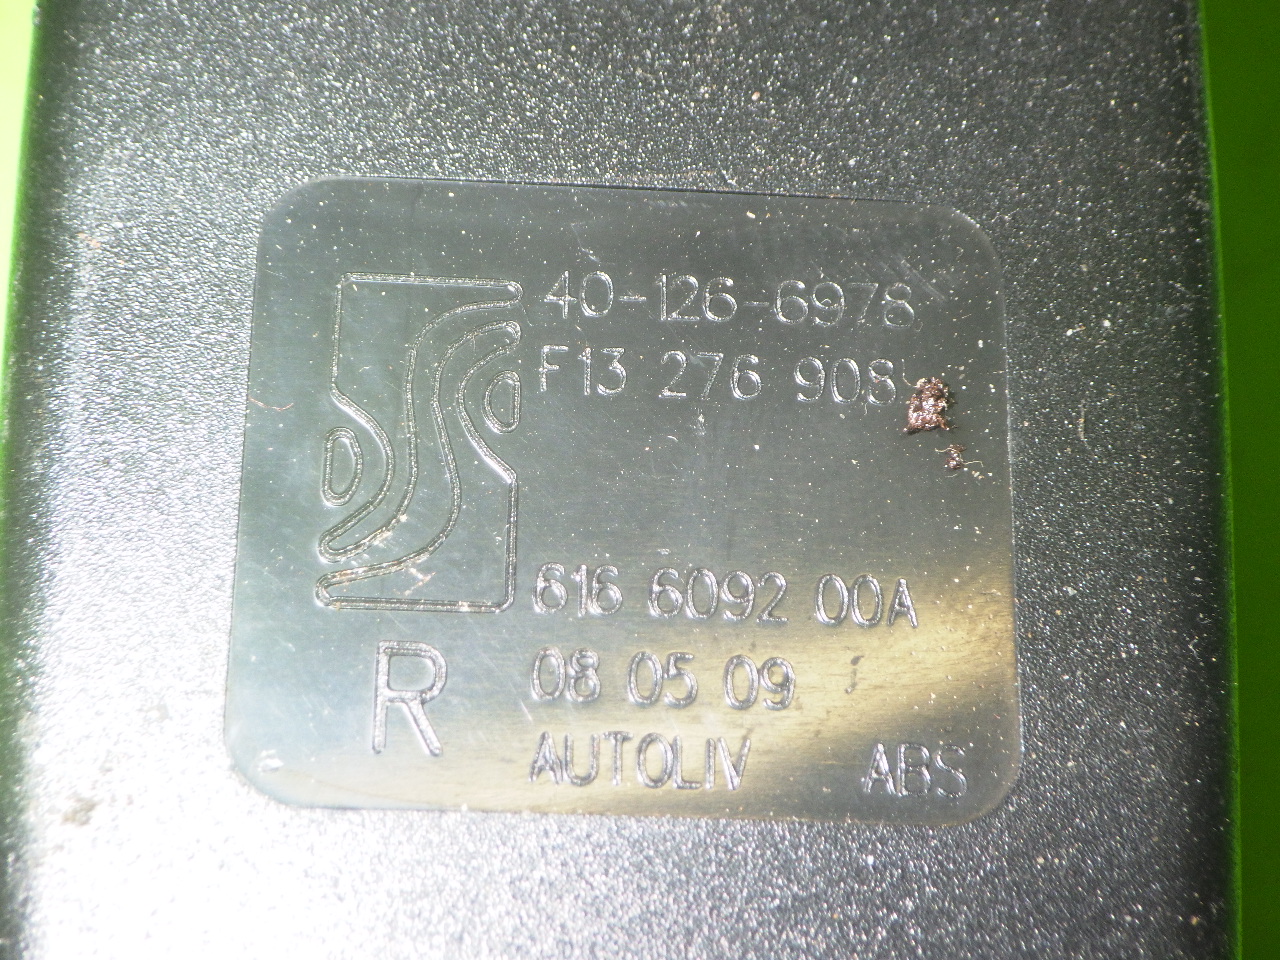 40-126-6978
F13 276 908
616 6092 00A
R
08 05 09
AUTOLIV ABS